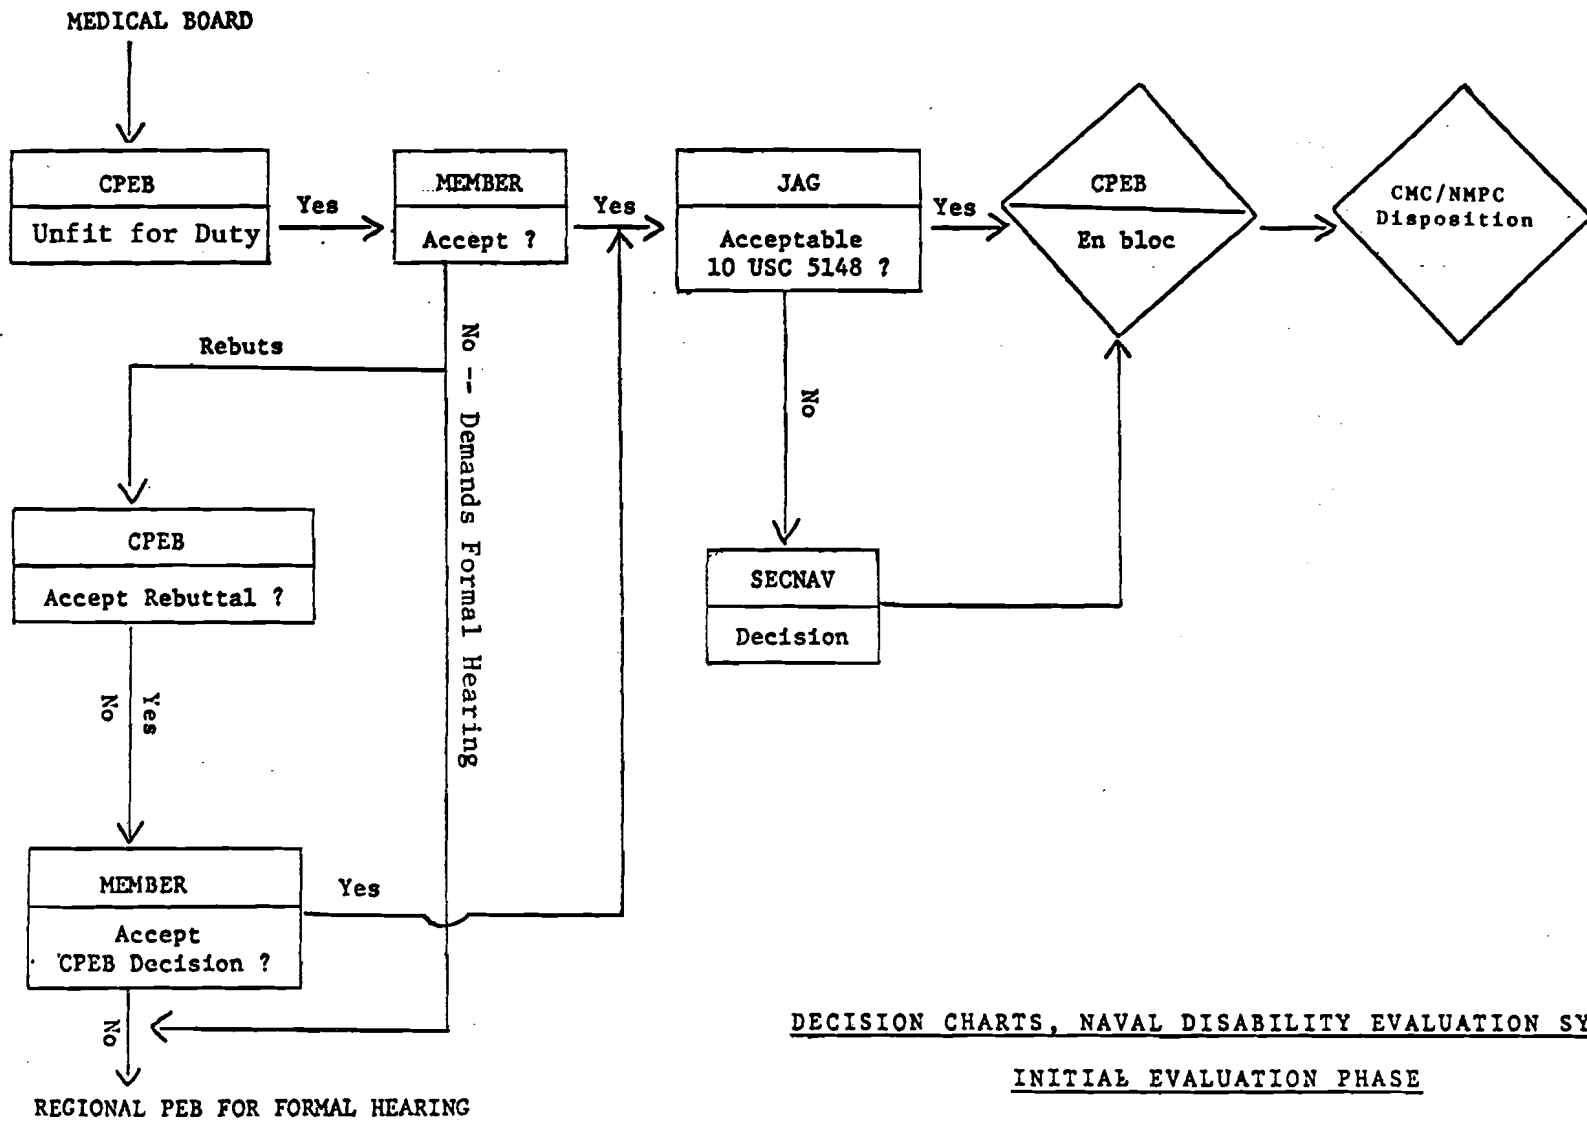 MEDICAL BOARD
CPEB
Unfit for Duty
Yes
MEMBER
Accept ?
Yes
JAG
Acceptable
10 USC 5148 ?
Yes
CPEB
En bloc
CMC/NMPC
Disposition
Rebuts
No -- Demands Formal Hearing
No
CPEB
Accept Rebuttal ?
SECNAV
Decision
Yes
No
MEMBER
Accept
CPEB Decision ?
Yes
No
REGIONAL PEB FOR FORMAL HEARING
DECISION CHARTS, NAVAL DISABILITY EVALUATION SY
INITIAL EVALUATION PHASE